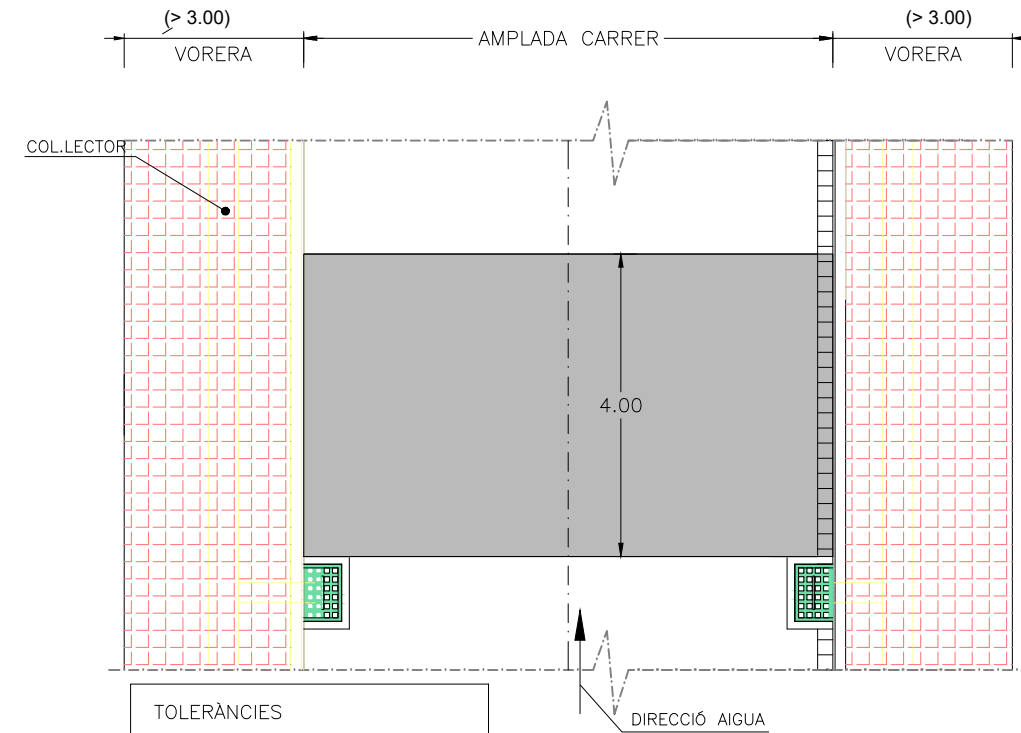 (> 3.00)
(> 3.00)
VORERA
AMPLADA CARRER
VORERA
COL.LECTOR
4.00
TOLERÀNCIES
DIRECCIÓ AIGUA